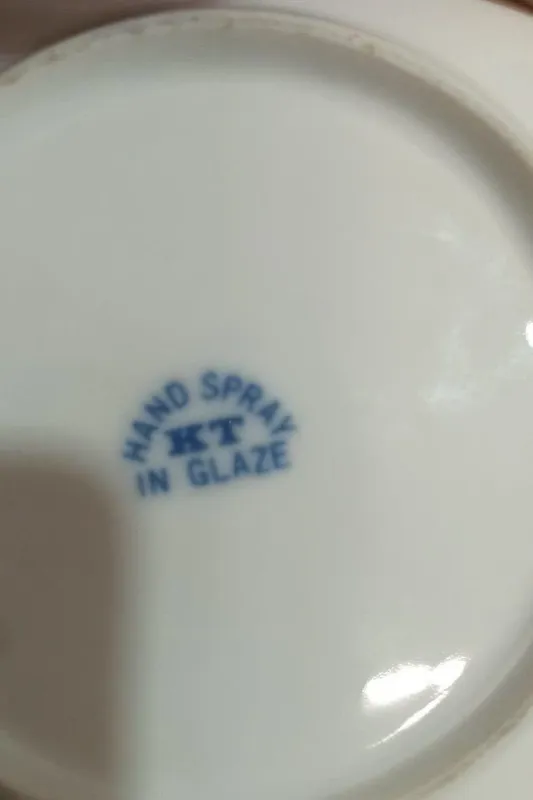 HAND SPRAY
KT
IN GLAZE